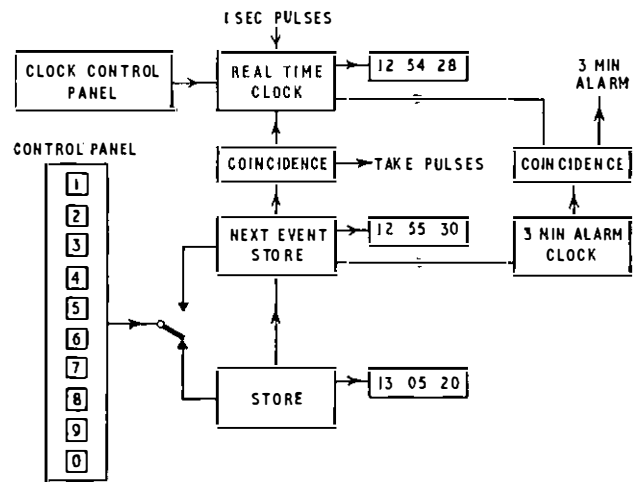 1 SEC PULSES
CLOCK CONTROL
PANEL
REAL TIME
CLOCK
12 54 28
3 MIN
ALARM
CONTROL PANEL
COINCIDENCE
TAKE PULSES
COINCIDENCE
1
2
3
4
5
6
7
8
9
0
NEXT EVENT
STORE
12 55 30
3 MIN ALARM
CLOCK
STORE
13 05 20